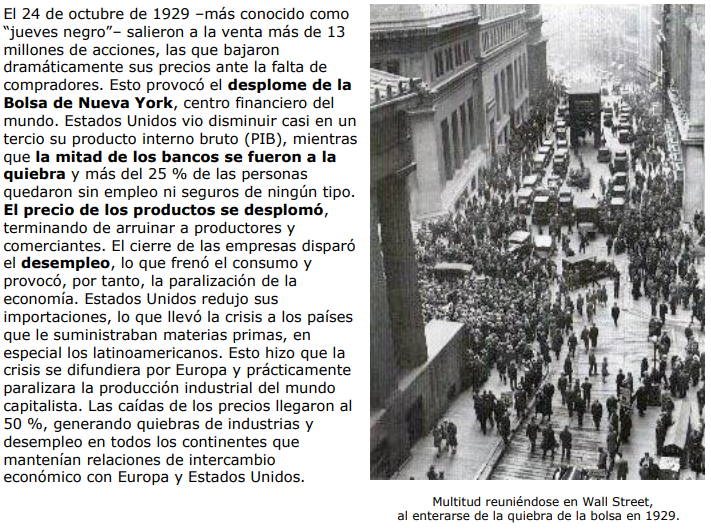 El 24 de octubre de 1929 –más conocido como
“jueves negro”– salieron a la venta más de 13
millones de acciones, las que bajaron
dramáticamente sus precios ante la falta de
compradores. Esto provocó el desplome de la
Bolsa de Nueva York, centro financiero del
mundo. Estados Unidos vio disminuir casi en un
tercio su producto interno bruto (PIB), mientras
que la mitad de los bancos se fueron a la
quiebra y más del 25 % de las personas
quedaron sin empleo ni seguros de ningún tipo.
El precio de los productos se desplomó,
terminando de arruinar a productores y
comerciantes. El cierre de las empresas disparó
el desempleo, lo que frenó el consumo y
provocó, por tanto, la paralización de la
economía. Estados Unidos redujo sus
importaciones, lo que llevó la crisis a los países
que le suministraban materias primas, en
especial los latinoamericanos. Esto hizo que la
crisis se difundiera por Europa y prácticamente
paralizara la producción industrial del mundo
capitalista. Las caídas de los precios llegaron al
50 %, generando quiebras de industrias y
desempleo en todos los continentes que
mantenían relaciones de intercambio
económico con Europa y Estados Unidos.
Multitud reuniéndose en Wall Street,
al enterarse de la quiebra de la bolsa en 1929.